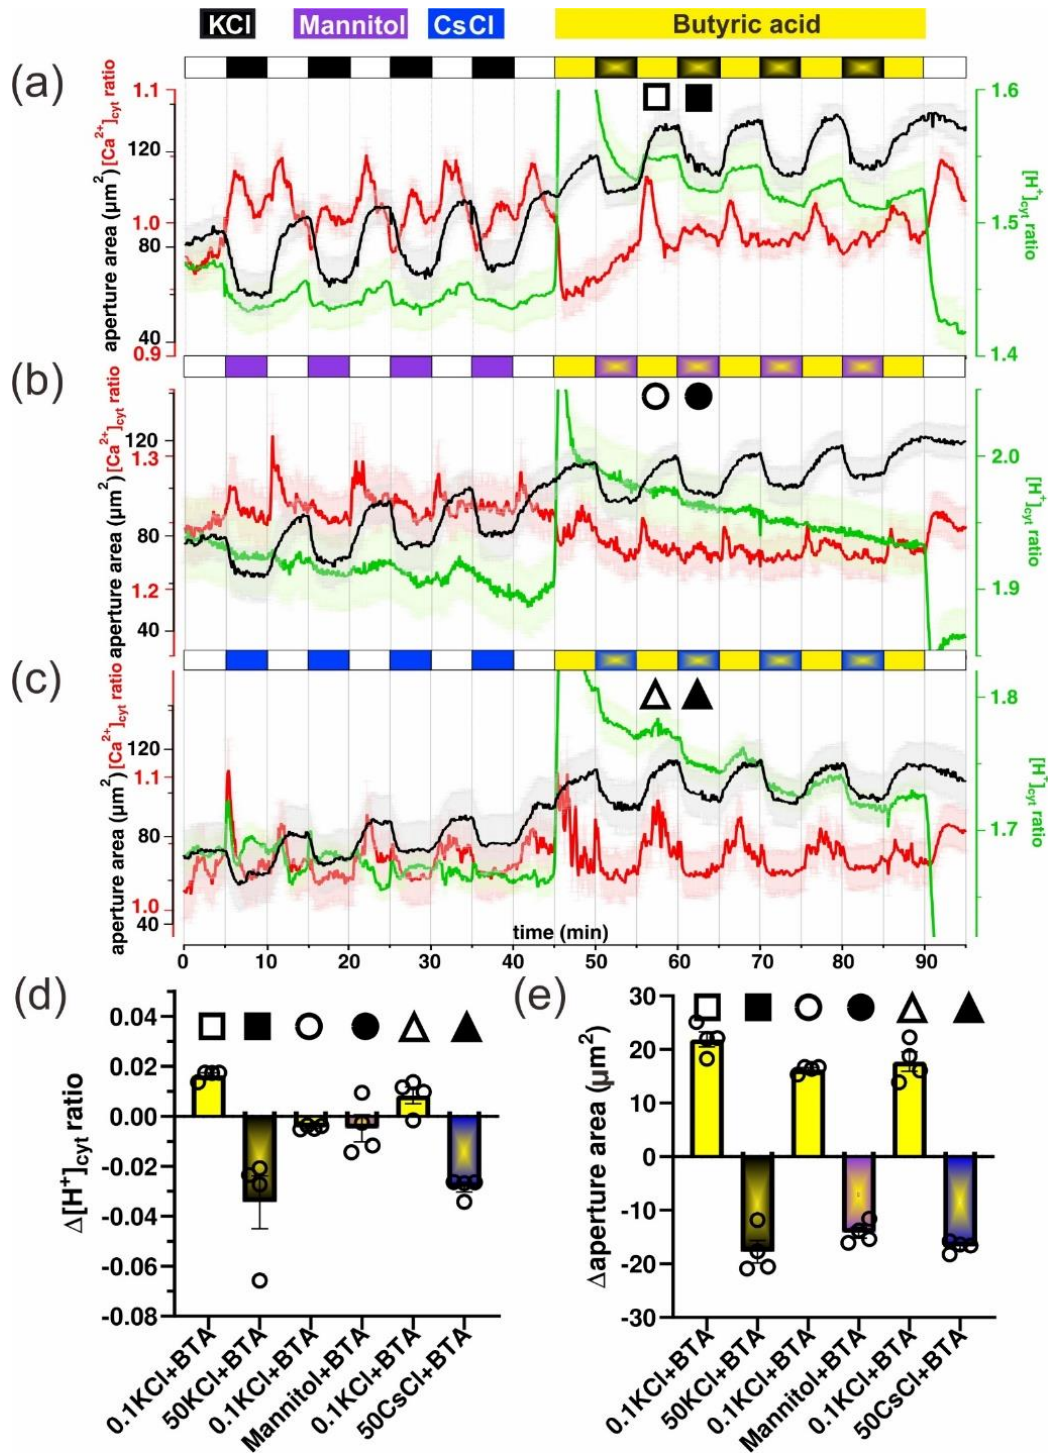 KCl Mannitol CsCl Butyric acid
(a)
aperture area (µm²) [Ca²⁺]cyt ratio
1.1
120
1.0
80
40
0.9
1.6
1.5
1.4
[H⁺]cyt ratio
(b)
aperture area (µm²) [Ca²⁺]cyt ratio
120
1.3
80
1.2
40
2.0
1.9
[H⁺]cyt ratio
(c)
aperture area (µm²) [Ca²⁺]cyt ratio
120
1.1
80
1.0
40
1.8
1.7
[H⁺]cyt ratio
time (min)
0 10 20 30 40 50 60 70 80 90
(d)
Δ[H⁺]cyt ratio
0.04
0.02
0.00
-0.02
-0.04
-0.06
-0.08
0.1KCl+BTA
50KCl+BTA
0.1KCl+BTA
Mannitol+BTA
0.1KCl+BTA
50CsCl+BTA
(e)
Δaperture area (µm²)
30
20
10
0
-10
-20
-30
0.1KCl+BTA
50KCl+BTA
0.1KCl+BTA
Mannitol+BTA
0.1KCl+BTA
50CsCl+BTA